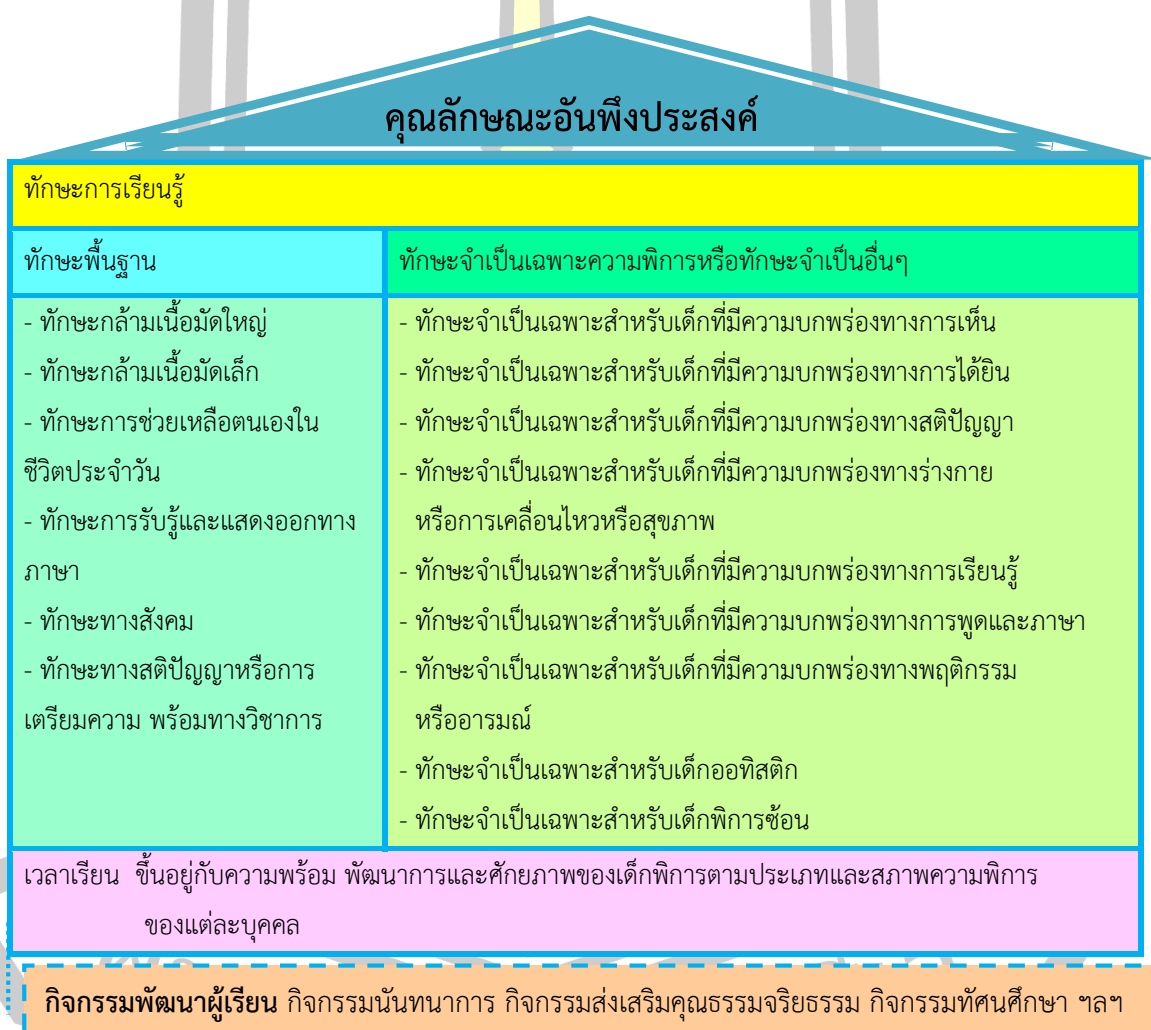 คุณลักษณะอันพึงประสงค์
ทักษะการเรียนรู้
ทักษะพื้นฐาน
ทักษะจำเป็นเฉพาะความพิการหรือทักษะจำเป็นอื่นๆ
- ทักษะกล้ามเนื้อมัดใหญ่
- ทักษะกล้ามเนื้อมัดเล็ก
- ทักษะการช่วยเหลือตนเองใน
ชีวิตประจำวัน
- ทักษะการรับรู้และแสดงออกทาง
ภาษา
- ทักษะทางสังคม
- ทักษะทางสติปัญญาหรือการ
เตรียมความ พร้อมทางวิชาการ
- ทักษะจำเป็นเฉพาะสำหรับเด็กที่มีความบกพร่องทางการเห็น
- ทักษะจำเป็นเฉพาะสำหรับเด็กที่มีความบกพร่องทางการได้ยิน
- ทักษะจำเป็นเฉพาะสำหรับเด็กที่มีความบกพร่องทางสติปัญญา
- ทักษะจำเป็นเฉพาะสำหรับเด็กที่มีความบกพร่องทางร่างกาย
หรือการเคลื่อนไหวหรือสุขภาพ
- ทักษะจำเป็นเฉพาะสำหรับเด็กที่มีความบกพร่องทางการเรียนรู้
- ทักษะจำเป็นเฉพาะสำหรับเด็กที่มีความบกพร่องทางการพูดและภาษา
- ทักษะจำเป็นเฉพาะสำหรับเด็กที่มีความบกพร่องทางพฤติกรรม
หรืออารมณ์
- ทักษะจำเป็นเฉพาะสำหรับเด็กออทิสติก
- ทักษะจำเป็นเฉพาะสำหรับเด็กพิการซ้อน
เวลาเรียน ขึ้นอยู่กับความพร้อม พัฒนาการและศักยภาพของเด็กพิการตามประเภทและสภาพความพิการ
ของแต่ละบุคคล
กิจกรรมพัฒนาผู้เรียน กิจกรรมนันทนาการ กิจกรรมส่งเสริมคุณธรรมจริยธรรม กิจกรรมทัศนศึกษา ฯลฯ